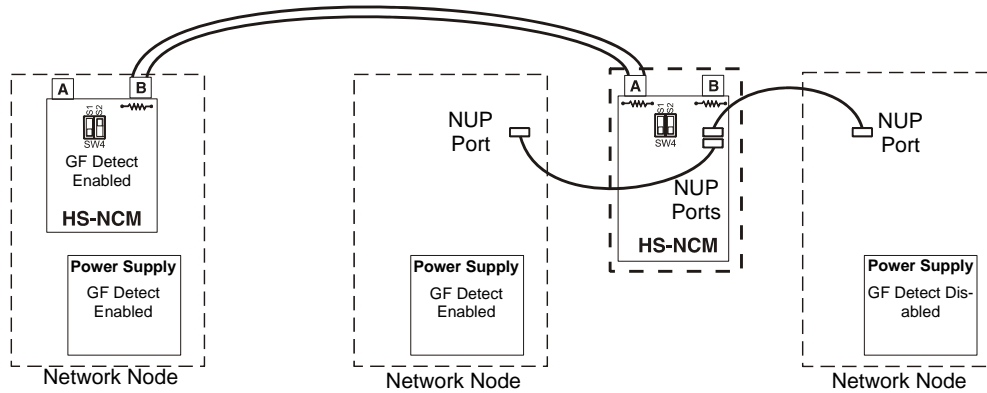 A
B
S1
S2
SW4
GF Detect
Enabled
HS-NCM
Power Supply
GF Detect
Enabled
Network Node
NUP
Port
Power Supply
GF Detect
Enabled
Network Node
A
B
S1
S2
SW4
NUP
Ports
HS-NCM
NUP
Port
Power Supply
GF Detect Dis-
abled
Network Node